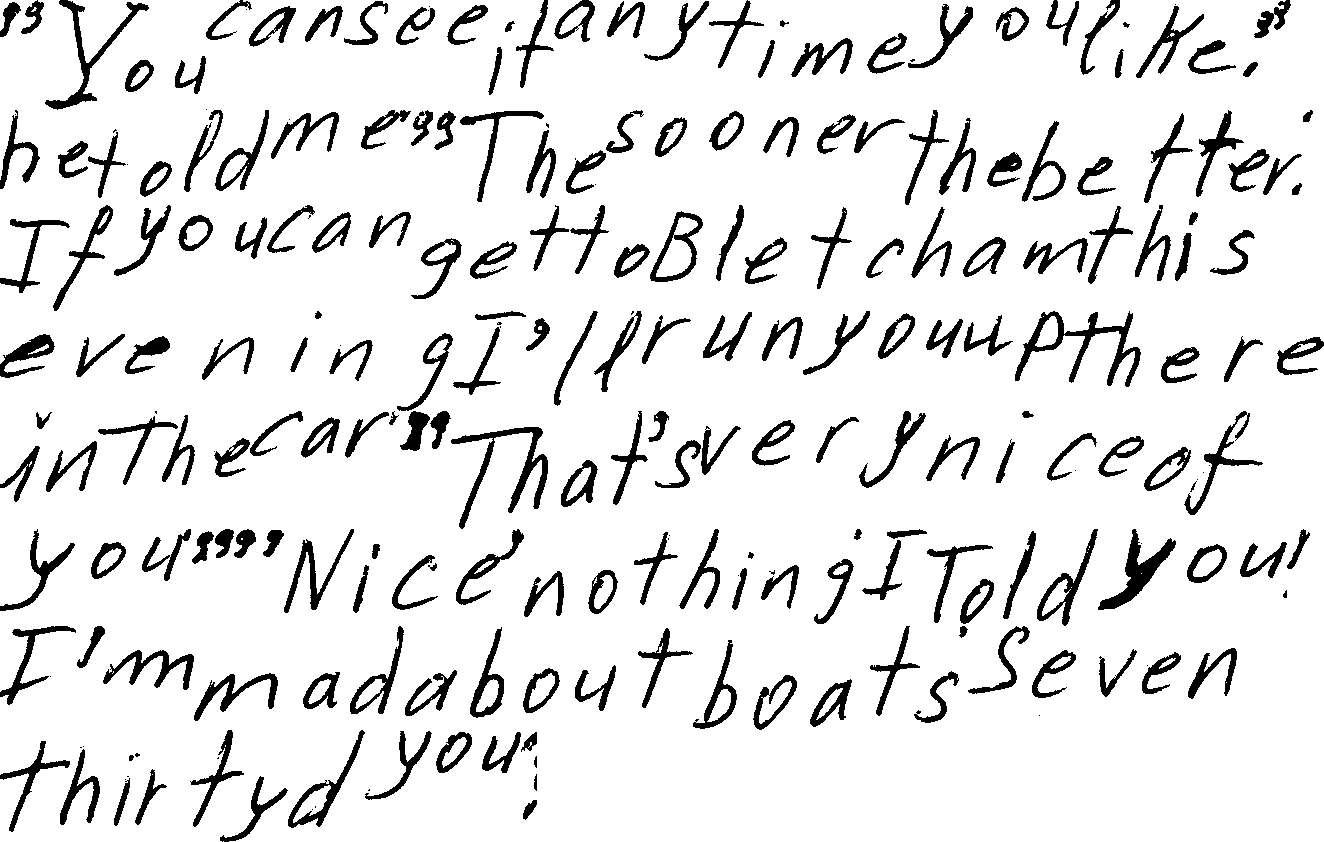 "You can see it any time you like."
he told me. "The sooner the better.
If you can get to Bletcham this
evening I'll run you up there
in the car." "That's very nice of
you." "Nice' nothing I Told you!
I'm mad about boats. Seven
thirty d' you?